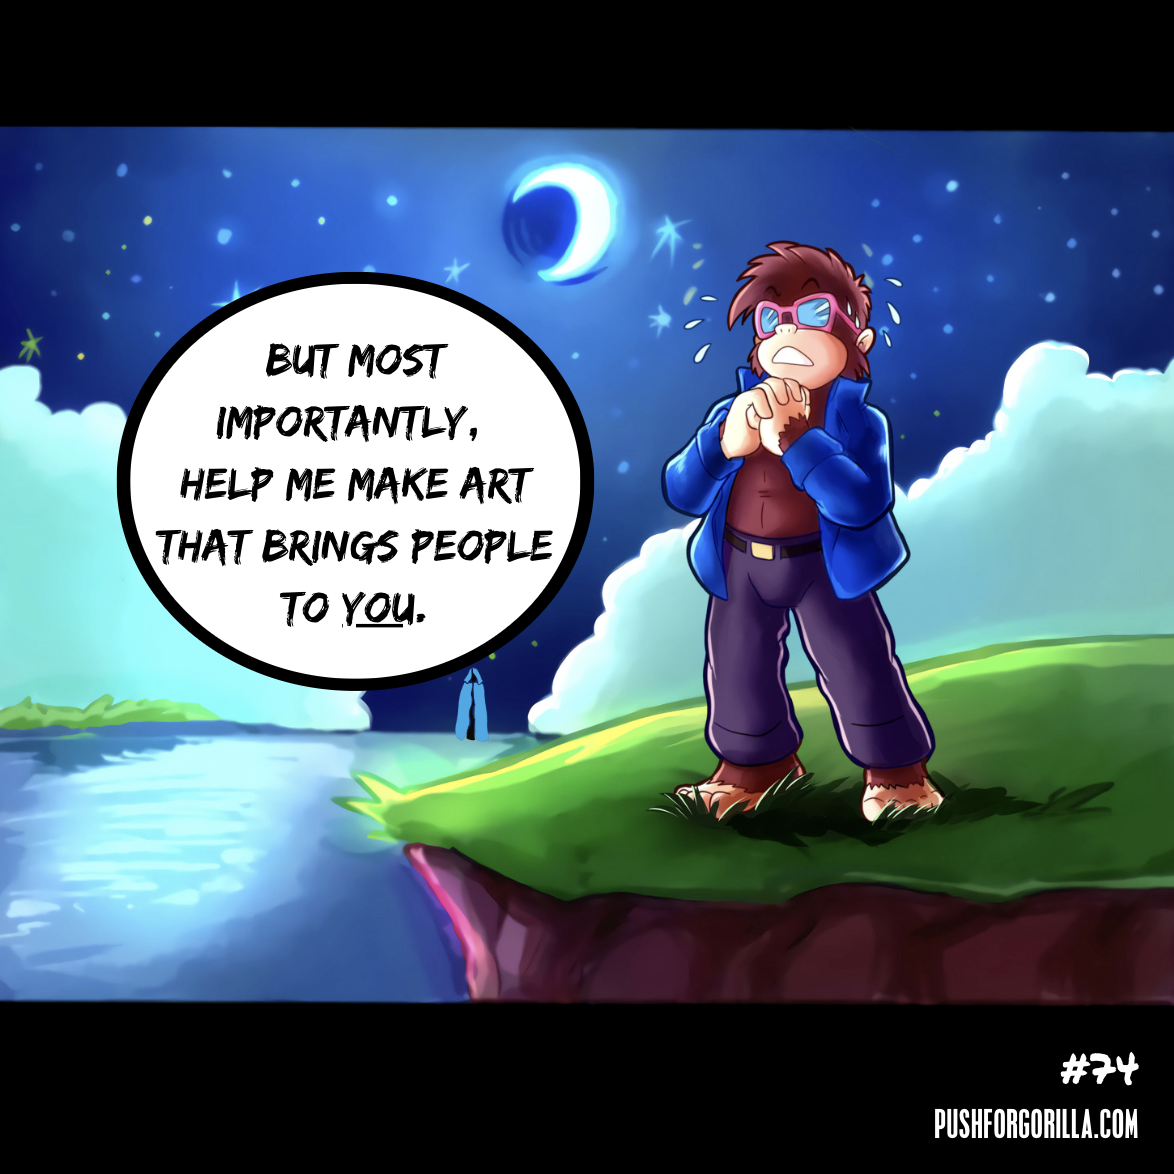 BUT MOST
IMPORTANTLY,
HELP ME MAKE ART
THAT BRINGS PEOPLE
TO YOU.
#74
PUSHFORGORILLA.COM